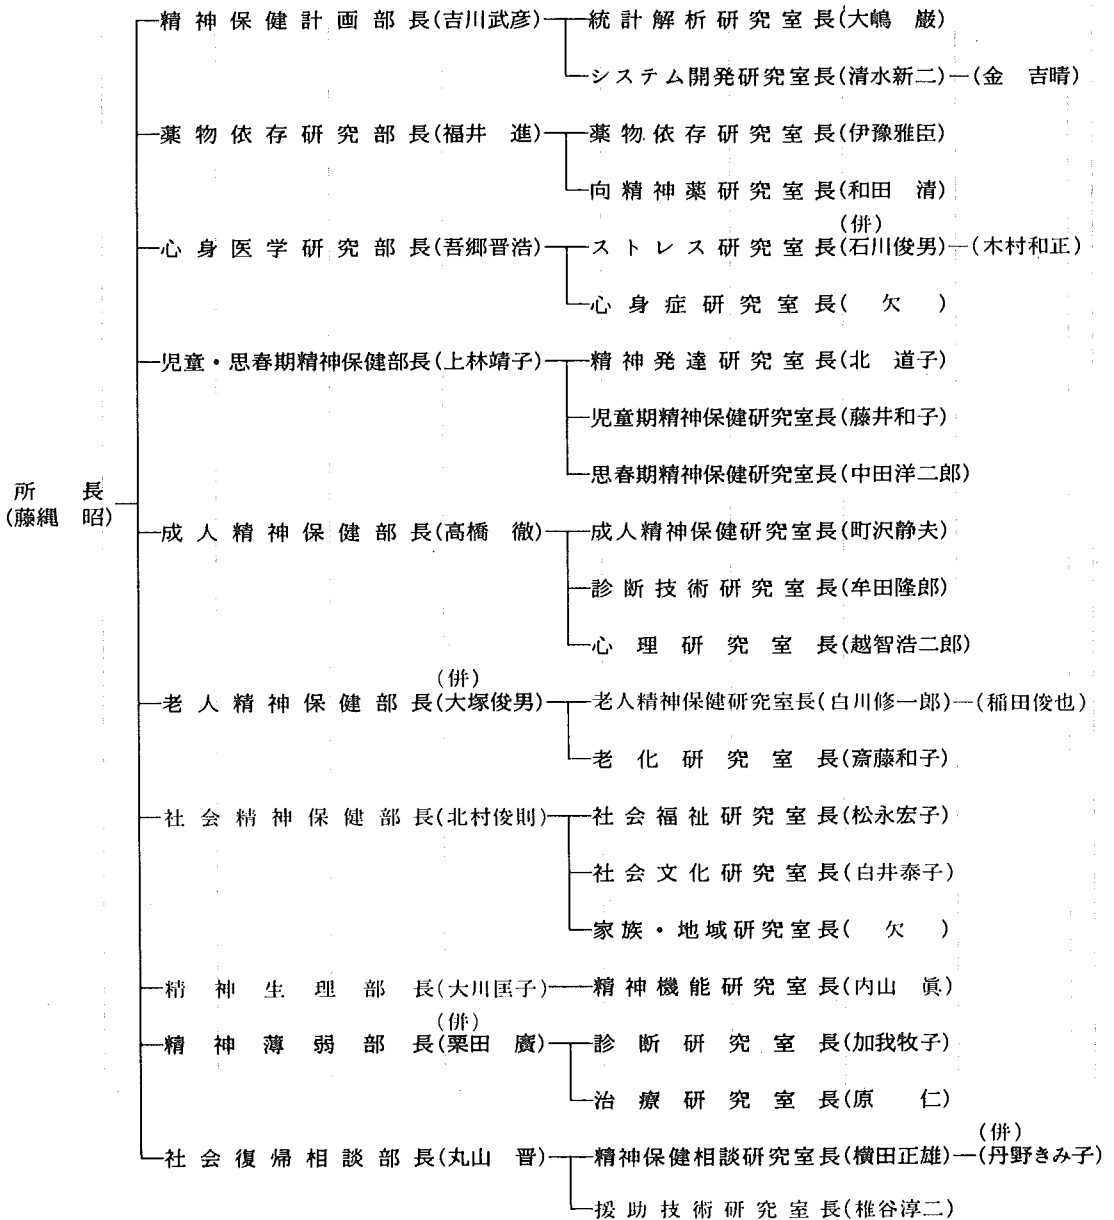 精神保健計画部長(吉川武彦) 統計解析研究室長(大嶋 巌)
システム開発研究室長(清水新二) (金 吉晴)
薬物依存研究部長(福井 進) 薬物依存研究室長(伊豫雅臣)
向精神薬研究室長(和田 清)
(併)
心身医学研究部長(吾郷晋浩) ストレス研究室長(石川俊男) (木村和正)
心身症研究室長( 欠 )
児童・思春期精神保健部長(上林靖子) 精神発達研究室長(北 道子)
児童期精神保健研究室長(藤井和子)
思春期精神保健研究室長(中田洋二郎)
所 長
(藤縄 昭)
成人精神保健部長(高橋 徹) 成人精神保健研究室長(町沢静夫)
診断技術研究室長(牟田隆郎)
心理研究室長(越智浩二郎)
(併)
老人精神保健部長(大塚俊男) 老人精神保健研究室長(白川修一郎) (稲田俊也)
老化研究室長(斎藤和子)
社会精神保健部長(北村俊則) 社会福祉研究室長(松永宏子)
社会文化研究室長(白井泰子)
家族・地域研究室長( 欠 )
精神生理部長(大川匡子) 精神機能研究室長(内山 眞)
(併)
精神薄弱部長(栗田 廣) 診断研究室長(加我牧子)
治療研究室長(原 仁)
(併)
社会復帰相談部長(丸山 晋) 精神保健相談研究室長(横田正雄) (丹野きみ子)
援助技術研究室長(椎谷淳二)